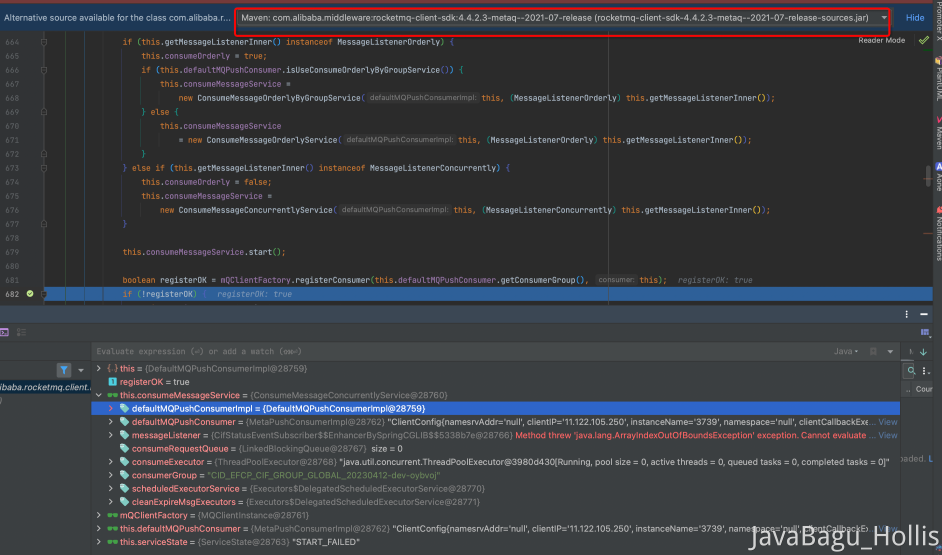 Alternative source available for the class com.alibaba.r... Maven: com.alibaba.middleware:rocketmq-client-sdk:4.4.2.3-metaq--2021-07-release (rocketmq-client-sdk-4.4.2.3-metaq--2021-07-release-sources.jar) Hide
Reader Mode
664 if (this.getMessageListenerInner() instanceof MessageListenerOrderly) {
665 this.consumeOrderly = true;
666 if (this.defaultMQPushConsumer.isUseConsumeOrderlyByGroupService()) {
667 this.consumeMessageService =
668 new ConsumeMessageOrderlyByGroupService( defaultMQPushConsumerImpl: this, (MessageListenerOrderly) this.getMessageListenerInner());
669 } else {
670 this.consumeMessageService
671 = new ConsumeMessageOrderlyService( defaultMQPushConsumerImpl: this, (MessageListenerOrderly) this.getMessageListenerInner());
672 }
673 } else if (this.getMessageListenerInner() instanceof MessageListenerConcurrently) {
674 this.consumeOrderly = false;
675 this.consumeMessageService =
676 new ConsumeMessageConcurrentlyService( defaultMQPushConsumerImpl: this, (MessageListenerConcurrently) this.getMessageListenerInner());
677 }
678
679 this.consumeMessageService.start();
680
681 boolean registerOK = mQClientFactory.registerConsumer(this.defaultMQPushConsumer.getConsumerGroup(), consumer: this); registerOK: true
682 if (!registerOK) registerOK: true
PlantUML
Maven
Notifications
Evaluate expression (⏎) or add a watch (⇧⌘⏎) Java
this = {DefaultMQPushConsumerImpl@28759}
registerOK = true
ibaba.rocketmq.client. this.consumeMessageService = {ConsumeMessageConcurrentlyService@28760}
defaultMQPushConsumerImpl = {DefaultMQPushConsumerImpl@28759}
defaultMQPushConsumer = {MetaPushConsumerImpl@28762} "ClientConfig{namesrvAddr='null', clientIP='11.122.105.250', instanceName='3739', namespace='null', clientCallbackExe... View
messageListener = {CifStatusEventSubscriber$$EnhancerBySpringCGLIB$$5338b7e@28766} Method threw 'java.lang.ArrayIndexOutOfBoundsException' exception. Cannot evaluate ... View
consumeRequestQueue = {LinkedBlockingQueue@28767} size = 0
consumeExecutor = {ThreadPoolExecutor@28768} "java.util.concurrent.ThreadPoolExecutor@3980d430[Running, pool size = 0, active threads = 0, queued tasks = 0, completed tasks = 0]"
consumerGroup = "CID_EFCP_CIF_GROUP_GLOBAL_20230412-dev-oybvoj"
scheduledExecutorService = {Executors$DelegatedScheduledExecutorService@28770}
cleanExpireMsgExecutors = {Executors$DelegatedScheduledExecutorService@28771}
mQClientFactory = {MQClientInstance@28761}
this.defaultMQPushConsumer = {MetaPushConsumerImpl@28762} "ClientConfig{namesrvAddr='null', clientIP='11.122.105.250', instanceName='3739', namespace='null', clientCallbackEx... View
this.serviceState = {ServiceState@28763} "START_FAILED"
.. Coun
oaded. L
JavaBagu_Hollis